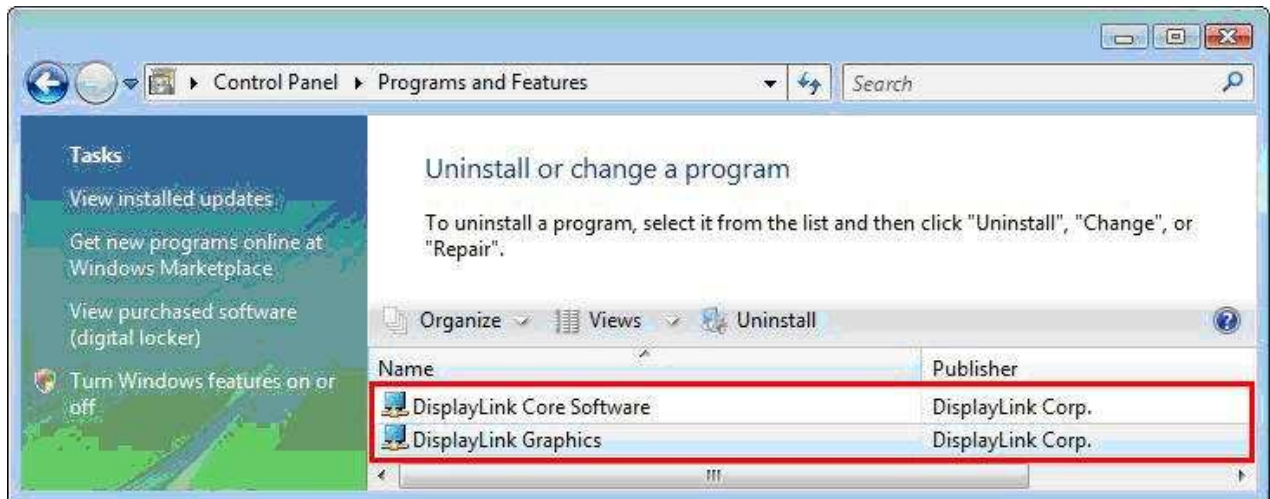 Control Panel
Programs and Features
Search
Tasks
View installed updates
Get new programs online at
Windows Marketplace
View purchased software
(digital locker)
Turn Windows features on or
off
Uninstall or change a program
To uninstall a program, select it from the list and then click "Uninstall", "Change", or
"Repair".
Organize
Views
Uninstall
Name
Publisher
DisplayLink Core Software
DisplayLink Corp.
DisplayLink Graphics
DisplayLink Corp.